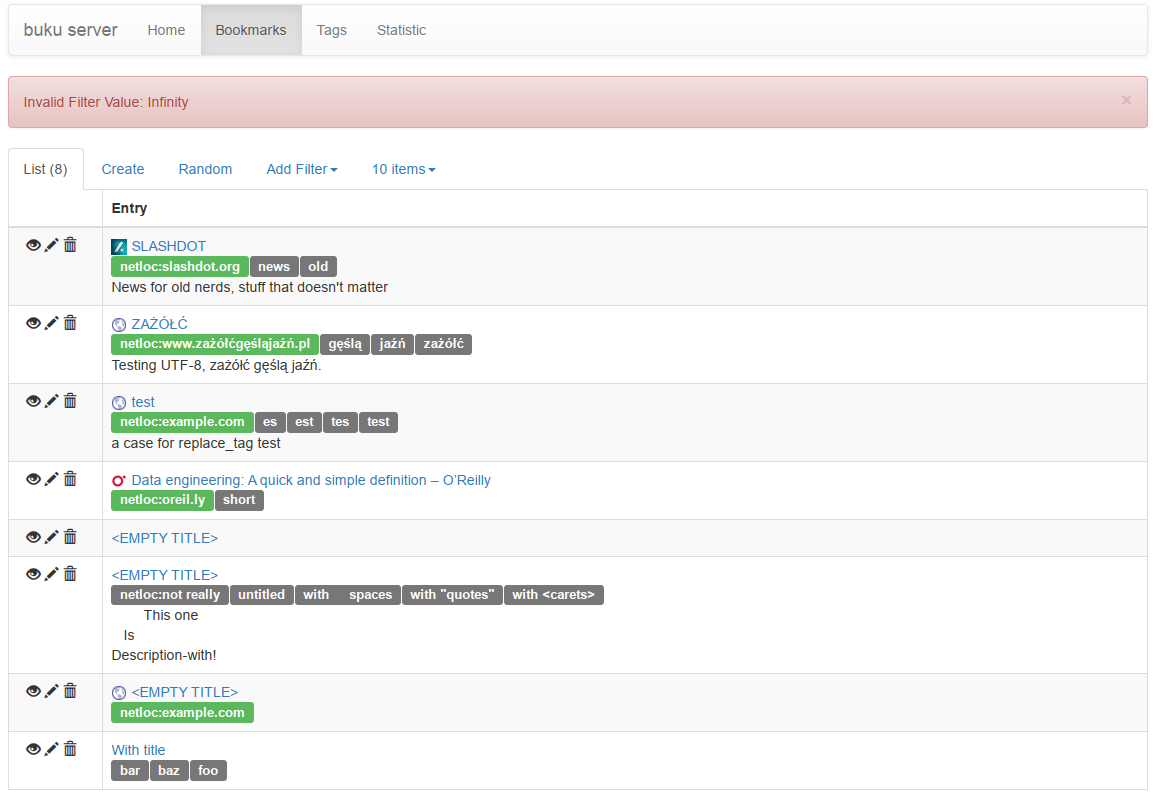 buku server Home Bookmarks Tags Statistic
Invalid Filter Value: Infinity ×
List (8) Create Random Add Filter 10 items
Entry
SLASHDOT
netloc:slashdot.org news old
News for old nerds, stuff that doesn't matter
ZAŻÓŁĆ
netloc:www.zażółćgęśląjaźń.pl gęślą jaźń zażółć
Testing UTF-8, zażółć gęślą jaźń.
test
netloc:example.com es est tes test
a case for replace_tag test
Data engineering: A quick and simple definition – O’Reilly
netloc:oreil.ly short
<EMPTY TITLE>
<EMPTY TITLE>
netloc:not really untitled with     spaces with "quotes" with <carets>
This one
Is
Description-with!
<EMPTY TITLE>
netloc:example.com
With title
bar baz foo